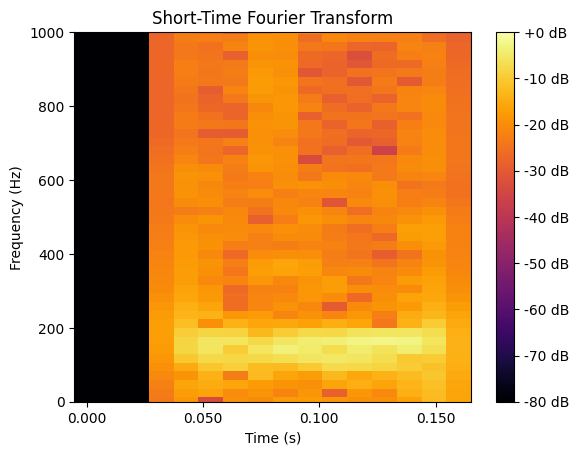 Short-Time Fourier Transform
1000
800
600
400
200
0
Frequency (Hz)
0.000
0.050
0.100
0.150
Time (s)
+0 dB
-10 dB
-20 dB
-30 dB
-40 dB
-50 dB
-60 dB
-70 dB
-80 dB